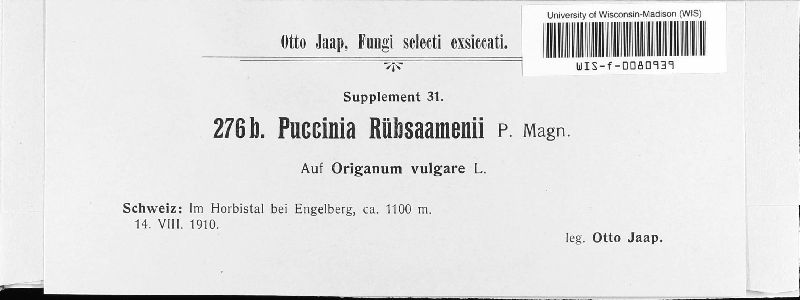 University of Wisconsin-Madison (WIS)
WIS-f-0080939
Otto Jaap, Fungi selecti exsiccati.
Supplement 31.
276 b. Puccinia Rübsaamenii P. Magn.
Auf Origanum vulgare L.
Schweiz: Im Horbistal bei Engelberg, ca. 1100 m.
14. VIII. 1910.
leg. Otto Jaap.